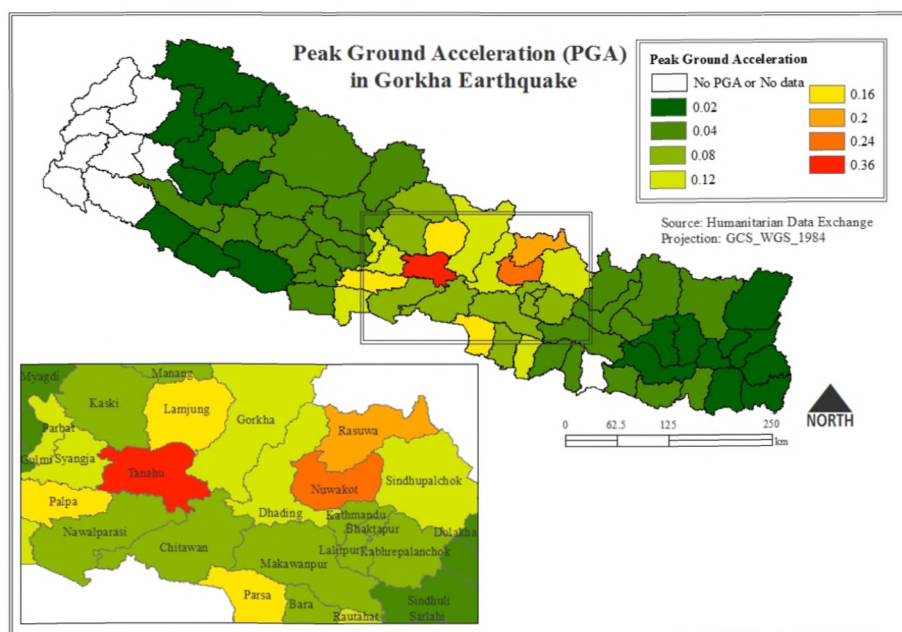 Peak Ground Acceleration (PGA)
in Gorkha Earthquake
Peak Ground Acceleration
No PGA or No data
0.02
0.04
0.08
0.12
0.16
0.2
0.24
0.36
Source: Humanitarian Data Exchange
Projection: GCS_WGS_1984
NORTH
0 62.5 125 250
km
Myagdi
Manang
Kaski
Lamjung
Gorkha
Parbat
Rasuwa
Gulmi
Syangja
Tanahu
Sindhupalchok
Nuwakot
Palpa
Dhading
Kathmandu
Bhaktapur
Dolakha
Nawalparasi
Chitawan
Lalitpur
Kabhrepalanchok
Makawanpur
Parsa
Bara
Sindhuli
Rautahat
Sarlahi